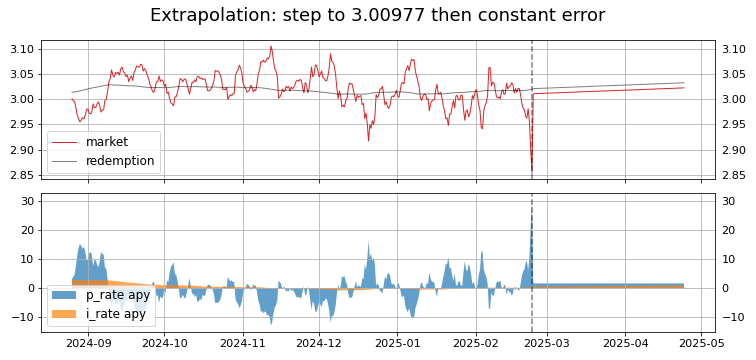 Extrapolation: step to 3.00977 then constant error
3.10 3.10
3.05 3.05
3.00 3.00
2.95 2.95
2.90 2.90
2.85 2.85
market
redemption
30 30
20 20
10 10
0 0
−10 −10
p_rate apy
i_rate apy
2024-09 2024-10 2024-11 2024-12 2025-01 2025-02 2025-03 2025-04 2025-05